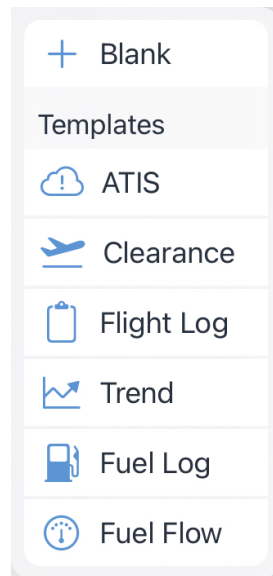 Blank
Templates
ATIS
Clearance
Flight Log
Trend
Fuel Log
Fuel Flow